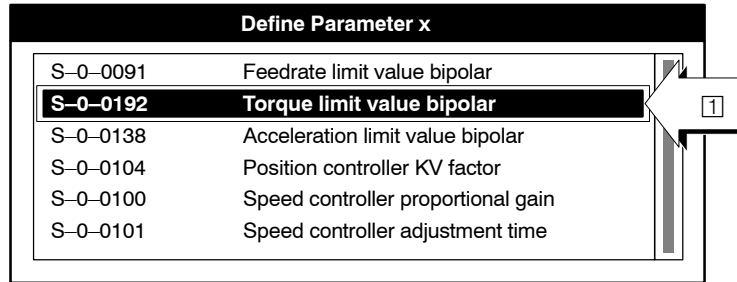 Define Parameter x
S–0–0091 Feedrate limit value bipolar
S–0–0192 Torque limit value bipolar
S–0–0138 Acceleration limit value bipolar
S–0–0104 Position controller KV factor
S–0–0100 Speed controller proportional gain
S–0–0101 Speed controller adjustment time
1